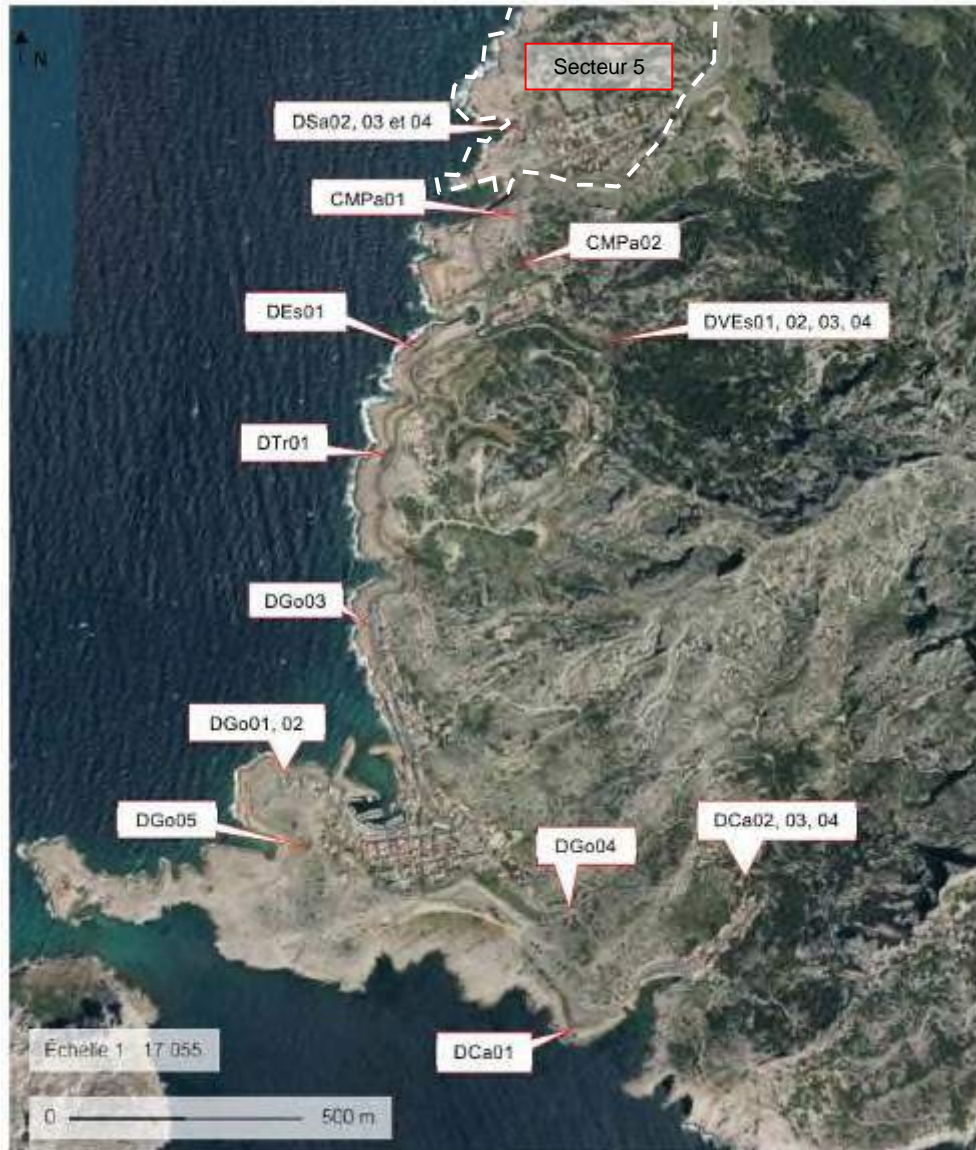 N
Secteur 5
DSa02, 03 et 04
CMPa01
CMPa02
DEs01
DVEs01, 02, 03, 04
DTr01
DGo03
DGo01, 02
DGo05
DGo04
DCa02, 03, 04
DCa01
Échelle 1 17 055
0 500 m